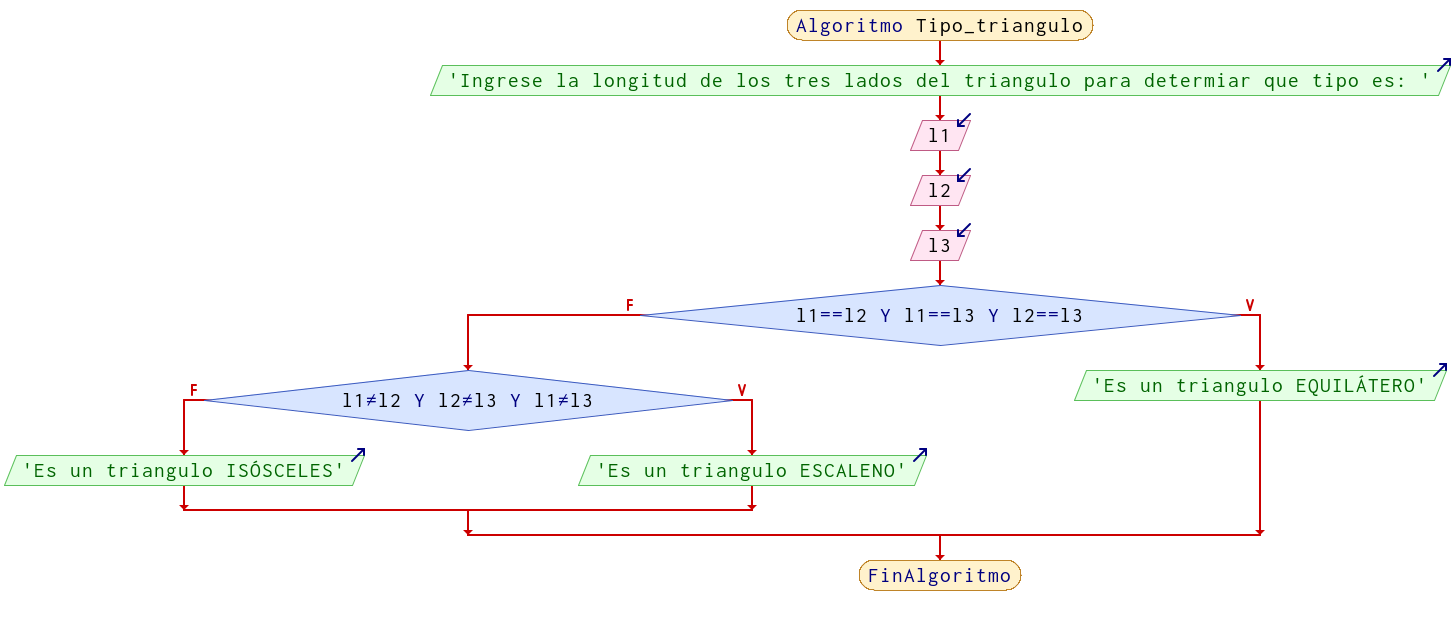 Algoritmo Tipo_triangulo
'Ingrese la longitud de los tres lados del triangulo para determiar que tipo es: '
l1
l2
l3
F
V
l1==l2 Y l1==l3 Y l2==l3
F
V
l1≠l2 Y l2≠l3 Y l1≠l3
'Es un triangulo EQUILÁTERO'
'Es un triangulo ISÓSCELES'
'Es un triangulo ESCALENO'
FinAlgoritmo